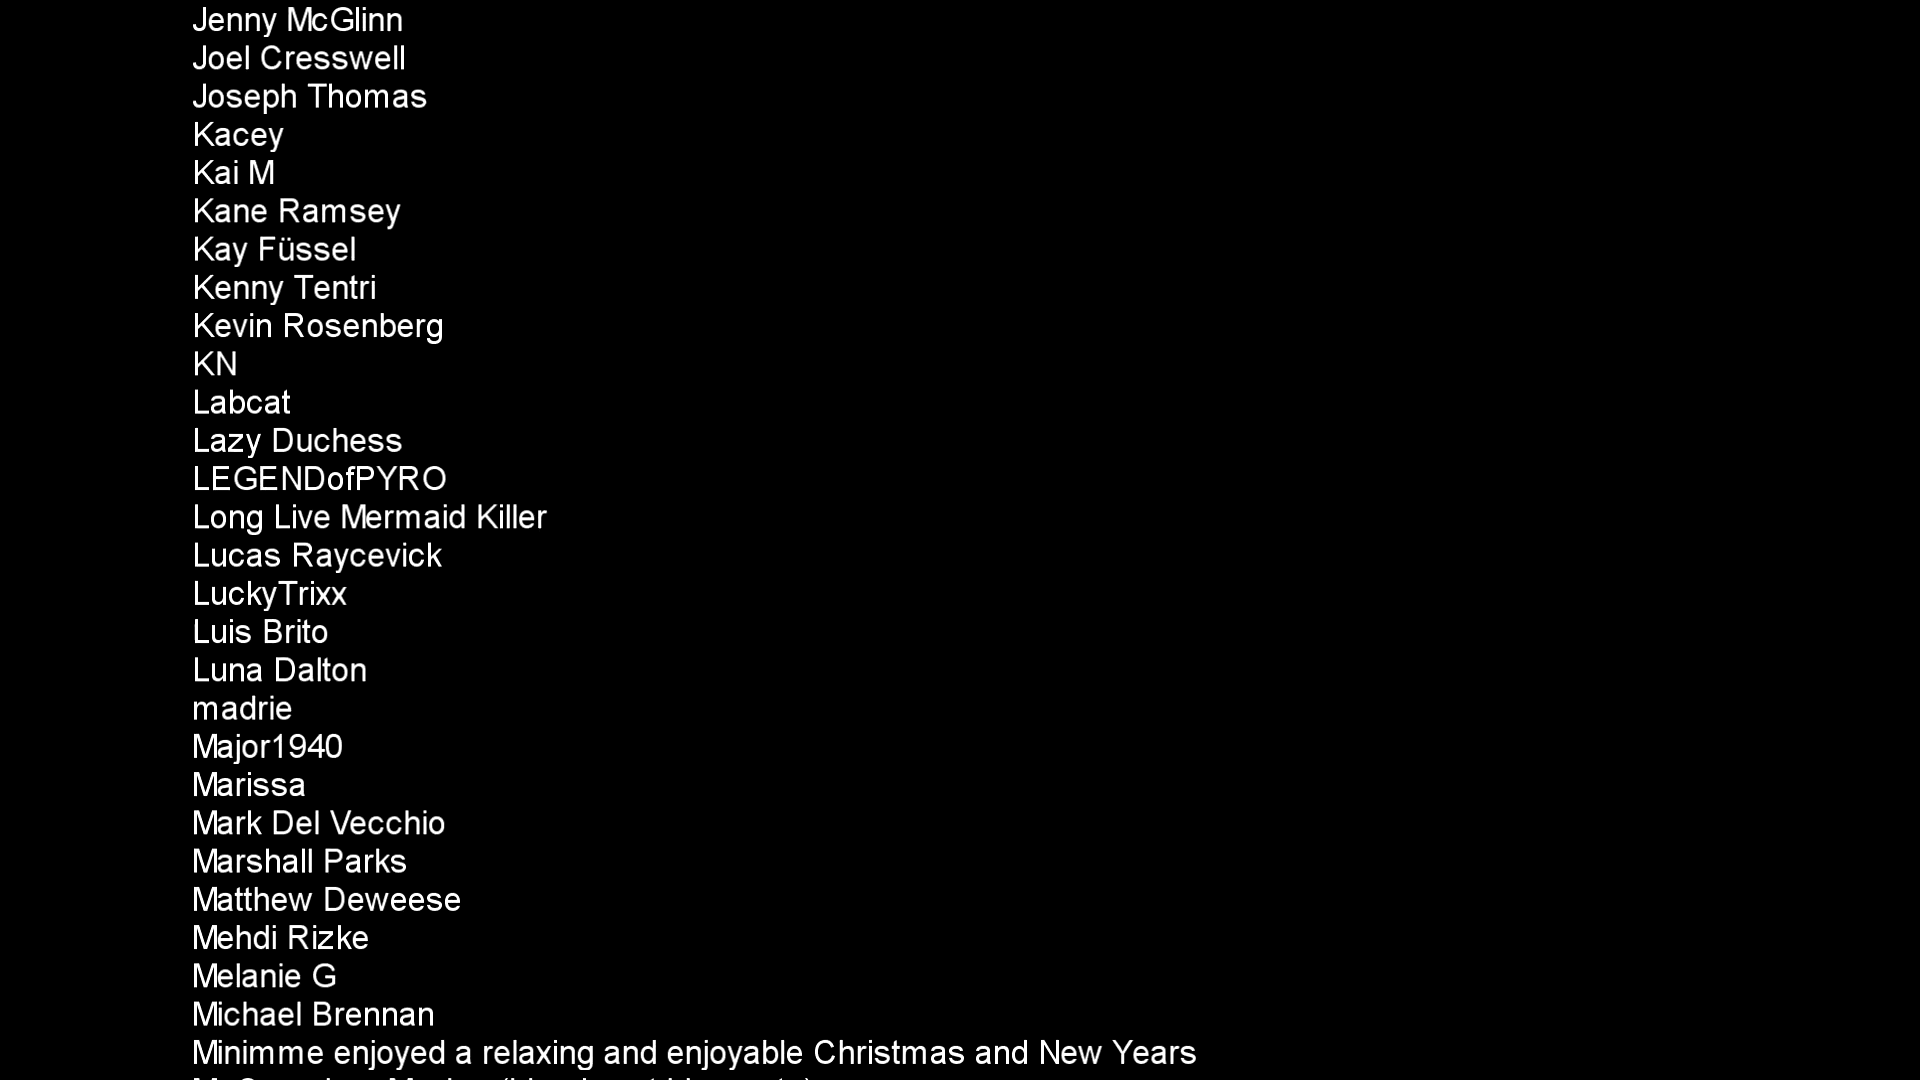 Jenny McGlinn
Joel Cresswell
Joseph Thomas
Kacey
Kai M
Kane Ramsey
Kay Füssel
Kenny Tentri
Kevin Rosenberg
KN
Labcat
Lazy Duchess
LEGENDofPYRO
Long Live Mermaid Killer
Lucas Raycevick
LuckyTrixx
Luis Brito
Luna Dalton
madrie
Major1940
Marissa
Mark Del Vecchio
Marshall Parks
Matthew Deweese
Mehdi Rizke
Melanie G
Michael Brennan
Minimme enjoyed a relaxing and enjoyable Christmas and New Years